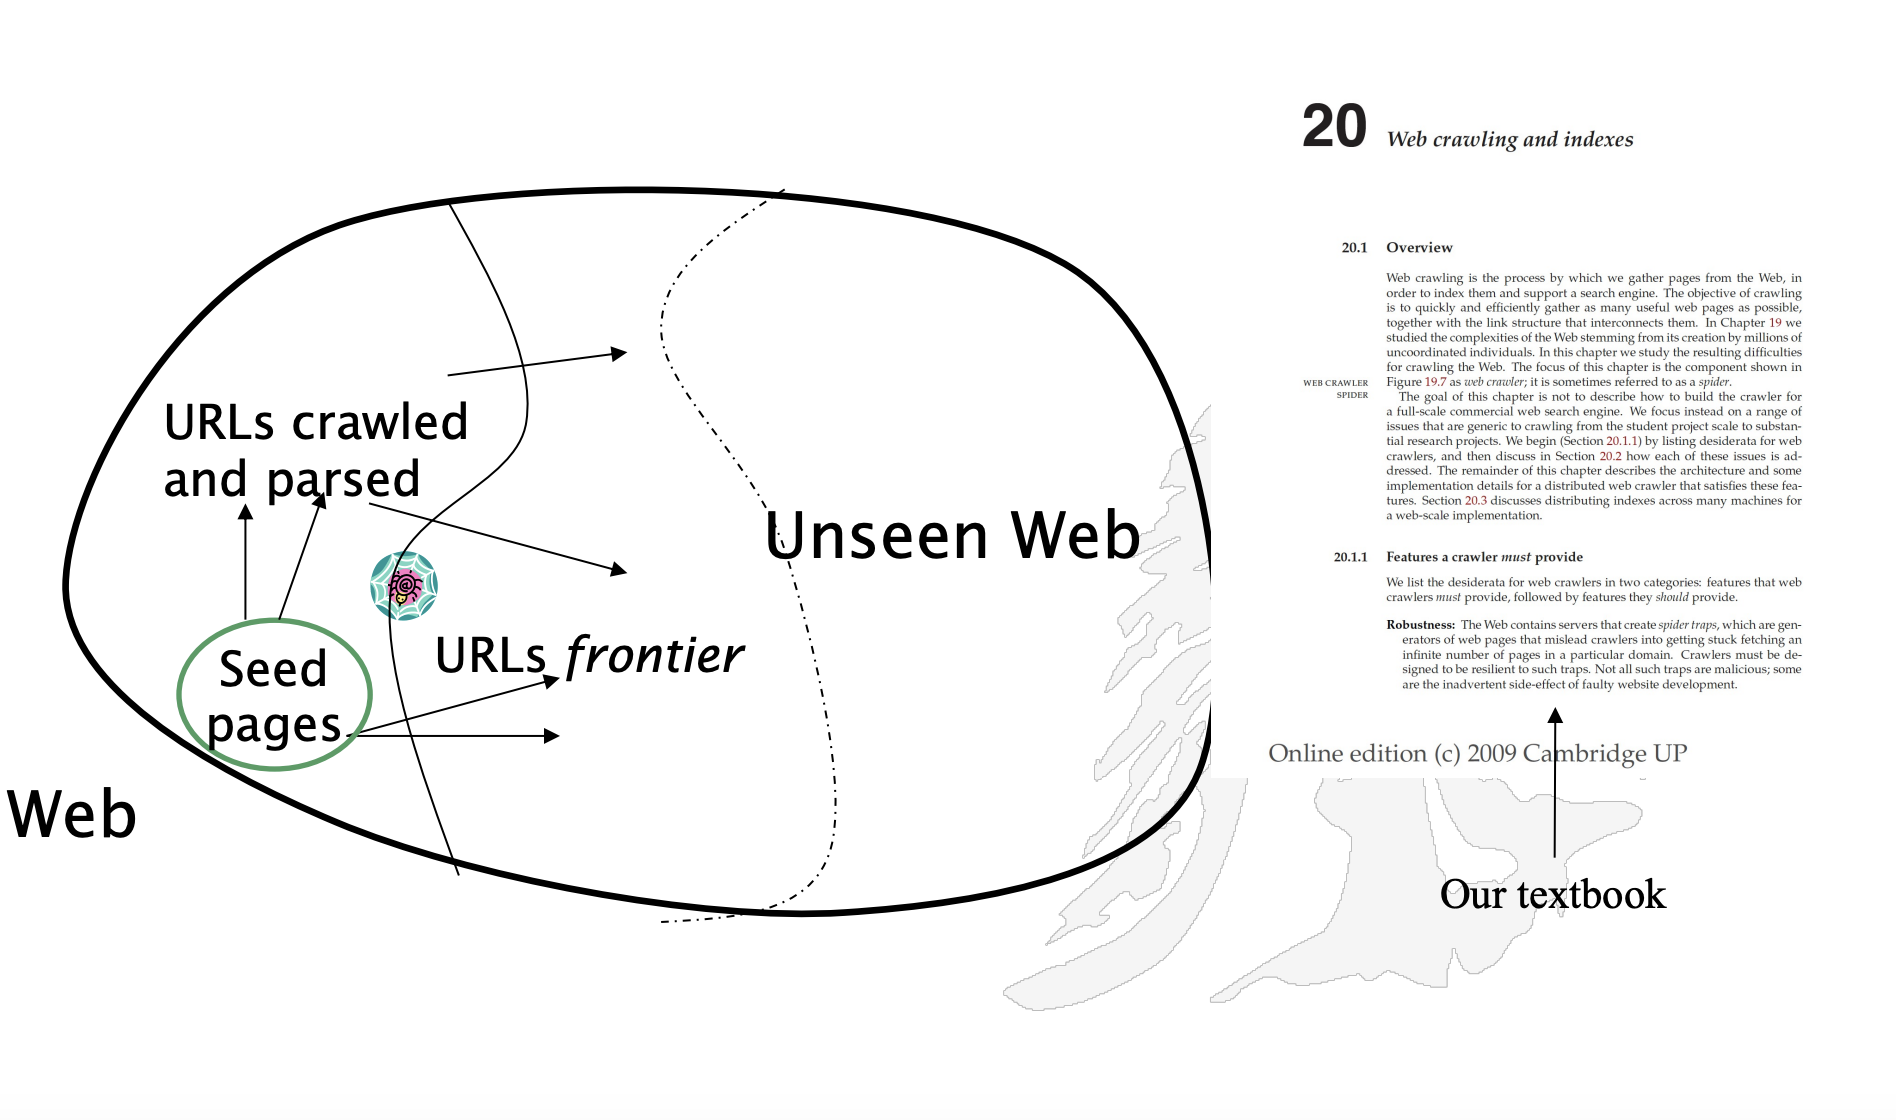 URLs crawled
and parsed
Unseen Web
URLs frontier
Seed
pages
Web
20 Web crawling and indexes
20.1 Overview
Web crawling is the process by which we gather pages from the Web, in
order to index them and support a search engine. The objective of crawling
is to quickly and efficiently gather as many useful web pages as possible,
together with the link structure that interconnects them. In Chapter 19 we
studied the complexities of the Web stemming from its creation by millions of
uncoordinated individuals. In this chapter we study the resulting difficulties
for crawling the Web. The focus of this chapter is the component shown in
WEB CRAWLER
Figure 19.7 as web crawler; it is sometimes referred to as a spider.
SPIDER
The goal of this chapter is not to describe how to build the crawler for
a full-scale commercial web search engine. We focus instead on a range of
issues that are generic to crawling from the student project scale to substan-
tial research projects. We begin (Section 20.1.1) by listing desiderata for web
crawlers, and then discuss in Section 20.2 how each of these issues is ad-
dressed. The remainder of this chapter describes the architecture and some
implementation details for a distributed web crawler that satisfies these fea-
tures. Section 20.3 discusses distributing indexes across many machines for
a web-scale implementation.
20.1.1 Features a crawler must provide
We list the desiderata for web crawlers in two categories: features that web
crawlers must provide, followed by features they should provide.
Robustness: The Web contains servers that create spider traps, which are gen-
erators of web pages that mislead crawlers into getting stuck fetching an
infinite number of pages in a particular domain. Crawlers must be de-
signed to be resilient to such traps. Not all such traps are malicious; some
are the inadvertent side-effect of faulty website development.
Online edition (c) 2009 Cambridge UP
Our textbook